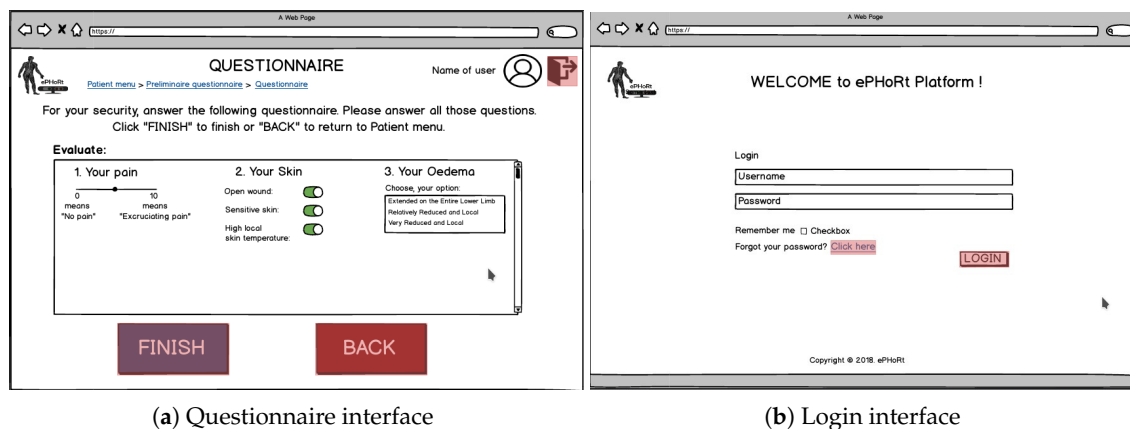 A Web Page
https://
ePHoRt
QUESTIONNAIRE
Patient menu > Preliminaire questionnaire > Questionnaire
Name of user
For your security, answer the following questionnaire. Please answer all those questions.
Click "FINISH" to finish or "BACK" to return to Patient menu.
Evaluate:
1. Your pain
0 10
means means
"No pain" "Excruciating pain"
2. Your Skin
Open wound:
Sensitive skin:
High local
skin temperature:
3. Your Oedema
Choose, your option:
Extended on the Entire Lower Limb
Relatively Reduced and Local
Very Reduced and Local
FINISH BACK
(a) Questionnaire interface
A Web Page
https://
ePHoRt
WELCOME to ePHoRt Platform !
Login
Username
Password
Remember me Checkbox
Forgot your password? Click here
LOGIN
Copyright © 2018. ePHoRt
(b) Login interface